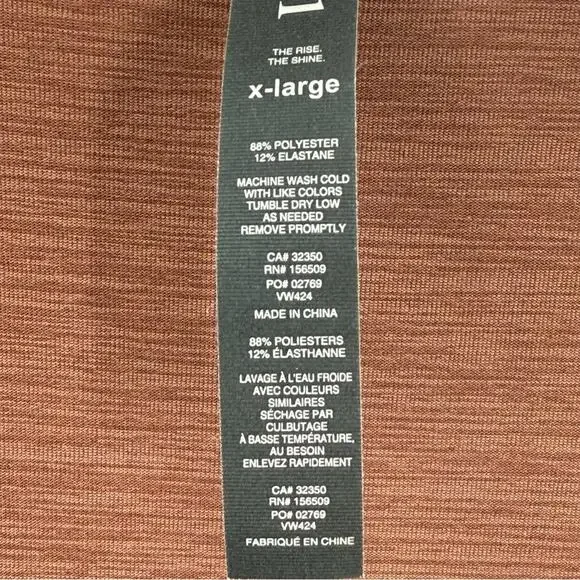 THE RISE.
THE SHINE.
x-large
88% POLYESTER
12% ELASTANE
MACHINE WASH COLD
WITH LIKE COLORS
TUMBLE DRY LOW
AS NEEDED
REMOVE PROMPTLY
CA# 32350
RN# 156509
PO# 02769
VW424
MADE IN CHINA
88% POLIESTERS
12% ÉLASTHANNE
LAVAGE À L'EAU FROIDE
AVEC COULEURS
SIMILAIRES
SÉCHAGE PAR
CULBUTAGE
À BASSE TEMPÉRATURE,
AU BESOIN
ENLEVEZ RAPIDEMENT
CA# 32350
RN# 156509
PO# 02769
VW424
FABRIQUÉ EN CHINE